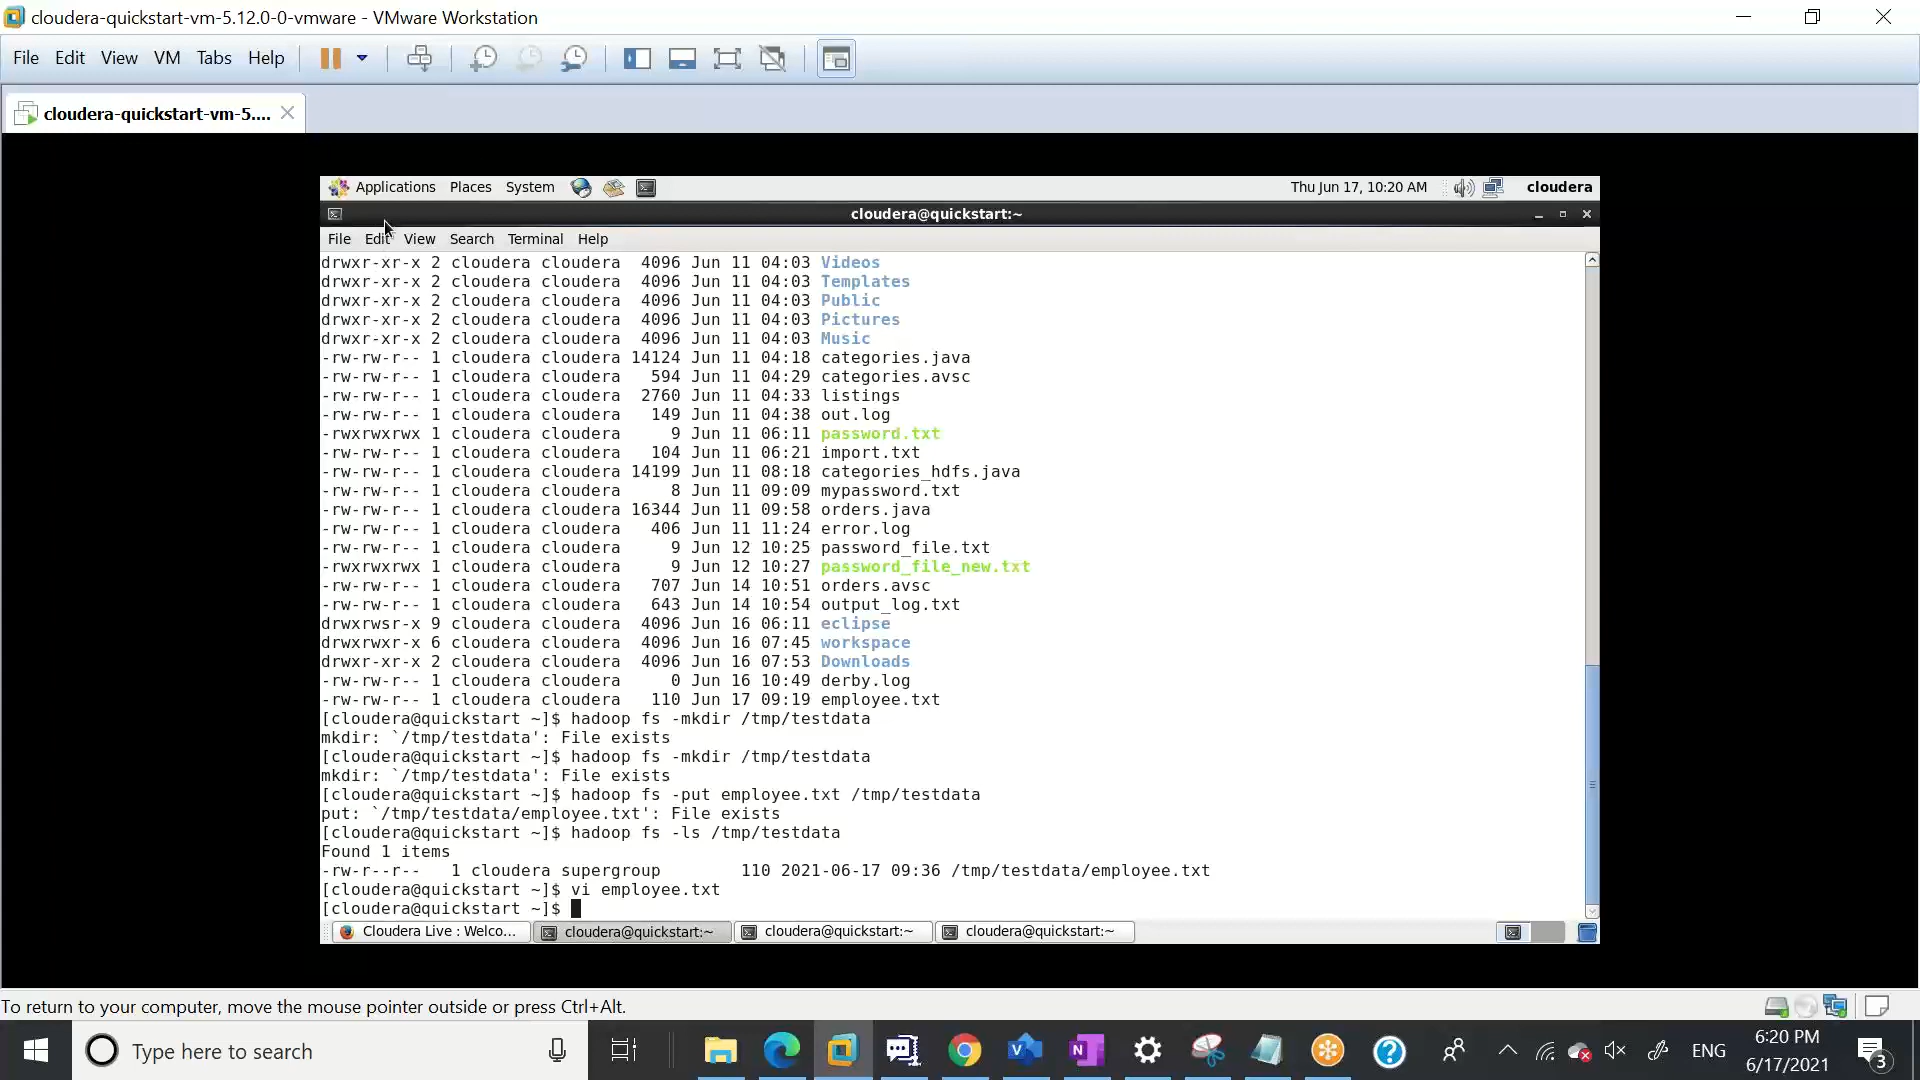 cloudera-quickstart-vm-5.12.0-0-vmware - VMware Workstation
File Edit View VM Tabs Help
cloudera-quickstart-vm-5....
Applications Places System Thu Jun 17, 10:20 AM cloudera
cloudera@quickstart:~
File Edit View Search Terminal Help
drwxr-xr-x 2 cloudera cloudera  4096 Jun 11 04:03 Videos
drwxr-xr-x 2 cloudera cloudera  4096 Jun 11 04:03 Templates
drwxr-xr-x 2 cloudera cloudera  4096 Jun 11 04:03 Public
drwxr-xr-x 2 cloudera cloudera  4096 Jun 11 04:03 Pictures
drwxr-xr-x 2 cloudera cloudera  4096 Jun 11 04:03 Music
-rw-rw-r-- 1 cloudera cloudera 14124 Jun 11 04:18 categories.java
-rw-rw-r-- 1 cloudera cloudera   594 Jun 11 04:29 categories.avsc
-rw-rw-r-- 1 cloudera cloudera  2760 Jun 11 04:33 listings
-rw-rw-r-- 1 cloudera cloudera   149 Jun 11 04:38 out.log
-rwxrwxrwx 1 cloudera cloudera     9 Jun 11 06:11 password.txt
-rw-rw-r-- 1 cloudera cloudera   104 Jun 11 06:21 import.txt
-rw-rw-r-- 1 cloudera cloudera 14199 Jun 11 08:18 categories_hdfs.java
-rw-rw-r-- 1 cloudera cloudera     8 Jun 11 09:09 mypassword.txt
-rw-rw-r-- 1 cloudera cloudera 16344 Jun 11 09:58 orders.java
-rw-rw-r-- 1 cloudera cloudera   406 Jun 11 11:24 error.log
-rw-rw-r-- 1 cloudera cloudera     9 Jun 12 10:25 password_file.txt
-rwxrwxrwx 1 cloudera cloudera     9 Jun 12 10:27 password_file_new.txt
-rw-rw-r-- 1 cloudera cloudera   707 Jun 14 10:51 orders.avsc
-rw-rw-r-- 1 cloudera cloudera   643 Jun 14 10:54 output_log.txt
drwxrwsr-x 9 cloudera cloudera  4096 Jun 16 06:11 eclipse
drwxrwxr-x 6 cloudera cloudera  4096 Jun 16 07:45 workspace
drwxr-xr-x 2 cloudera cloudera  4096 Jun 16 07:53 Downloads
-rw-rw-r-- 1 cloudera cloudera     0 Jun 16 10:49 derby.log
-rw-rw-r-- 1 cloudera cloudera   110 Jun 17 09:19 employee.txt
[cloudera@quickstart ~]$ hadoop fs -mkdir /tmp/testdata
mkdir: `/tmp/testdata': File exists
[cloudera@quickstart ~]$ hadoop fs -mkdir /tmp/testdata
mkdir: `/tmp/testdata': File exists
[cloudera@quickstart ~]$ hadoop fs -put employee.txt /tmp/testdata
put: `/tmp/testdata/employee.txt': File exists
[cloudera@quickstart ~]$ hadoop fs -ls /tmp/testdata
Found 1 items
-rw-r--r--   1 cloudera supergroup        110 2021-06-17 09:36 /tmp/testdata/employee.txt
[cloudera@quickstart ~]$ vi employee.txt
[cloudera@quickstart ~]$
Cloudera Live : Welco... cloudera@quickstart:~ cloudera@quickstart:~ cloudera@quickstart:~
To return to your computer, move the mouse pointer outside or press Ctrl+Alt.
Type here to search ENG 6:20 PM
6/17/2021 3